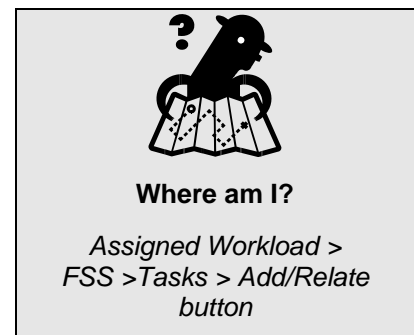 ?
Where am I?
Assigned Workload >
FSS >Tasks > Add/Relate
button